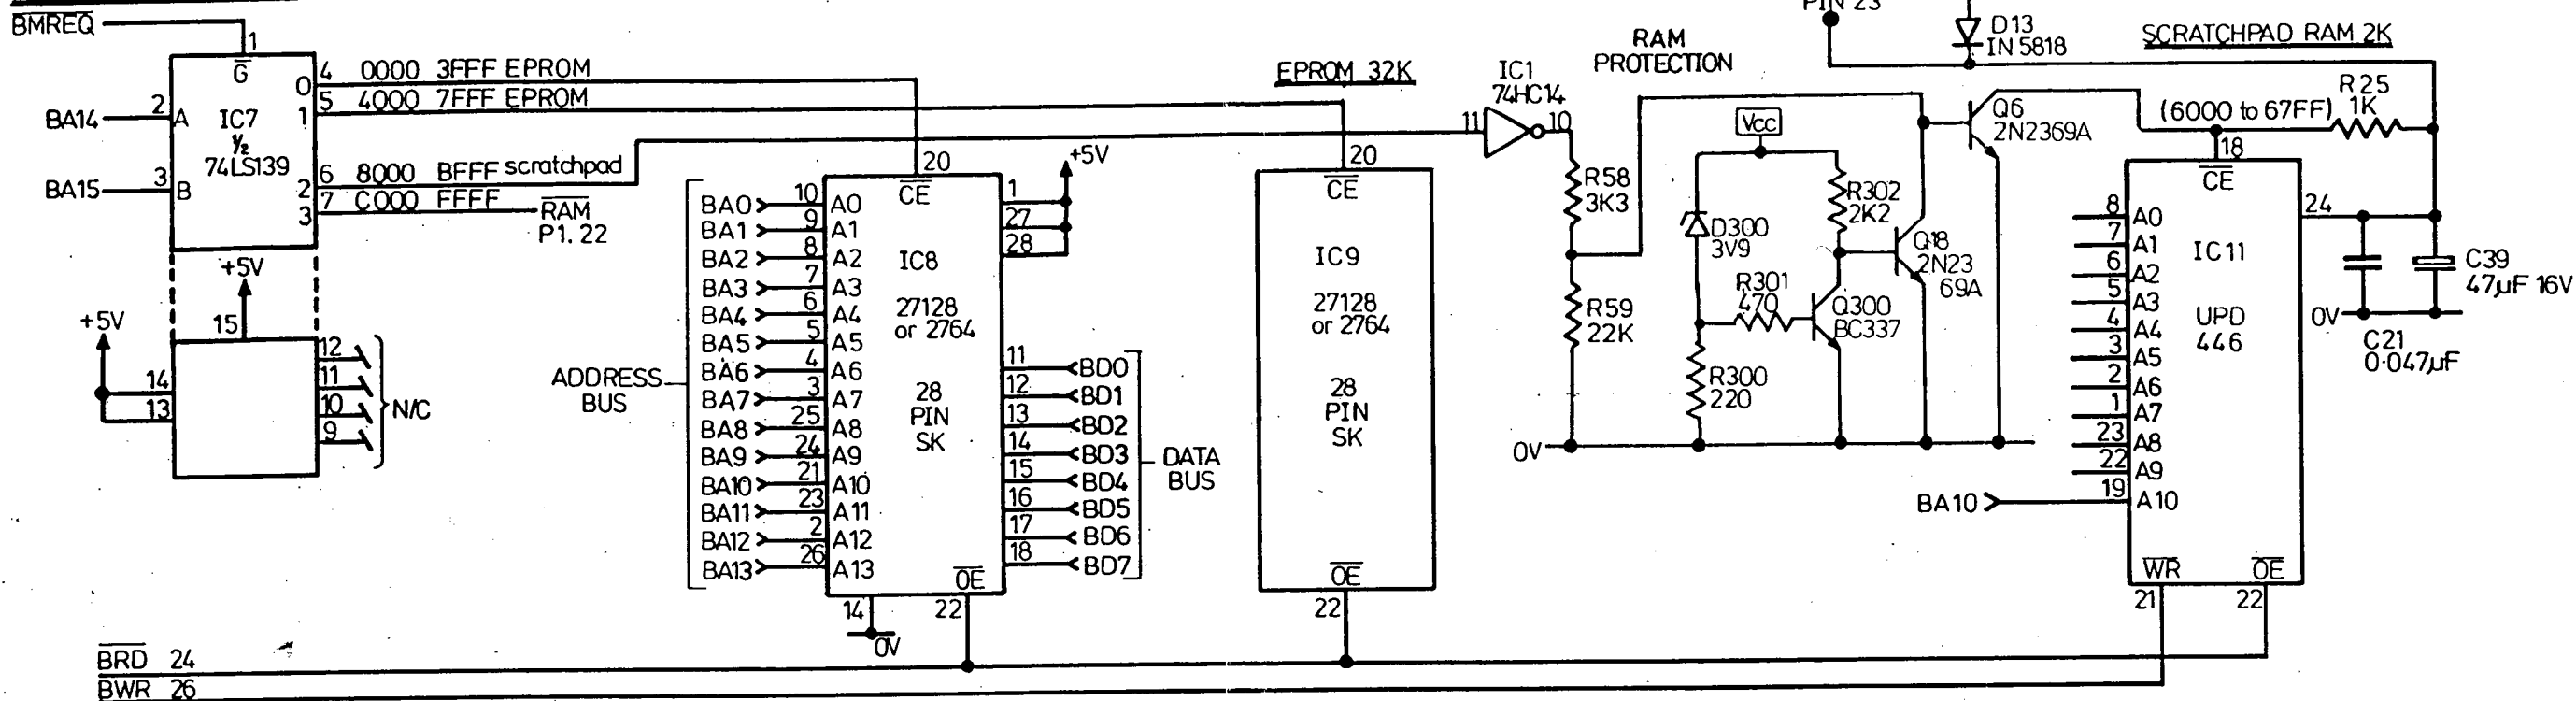 BMREQ
1
G
2
A
BA14
3
B
BA15
IC7
½
74LS139
0
4
0000 3FFF EPROM
1
5
4000 7FFF EPROM
2
6
8000 BFFF scratchpad
3
7
C000 FFFF
RAM
P1. 22
+5V
15
+5V
14
13
12
11
10
9
N/C
ADDRESS
BUS
BA0 10 A0
BA1 9 A1
BA2 8 A2
BA3 7 A3
BA4 6 A4
BA5 5 A5
BA6 4 A6
BA7 3 A7
BA8 25 A8
BA9 24 A9
BA10 21 A10
BA11 23 A11
BA12 2 A12
BA13 26 A13
20
CE
IC8
27128
or 2764
28
PIN
SK
OE
14
0V
22
1
27
28
+5V
11 BD0
12 BD1
13 BD2
14 BD3
15 BD4
16 BD5
17 BD6
18 BD7
DATA
BUS
EPROM 32K
20
CE
IC9
27128
or 2764
28
PIN
SK
OE
22
IC1
74HC14
11
10
RAM
PROTECTION
R58
3K3
R59
22K
0V
Vcc
D300
3V9
R301
470
R300
220
R302
2K2
Q300
BC337
Q18
2N23
69A
Q6
2N2369A
PIN 23
D13
IN 5818
SCRATCHPAD RAM 2K
(6000 to 67FF)
R25
1K
18
CE
IC11
UPD
446
8 A0
7 A1
6 A2
5 A3
4 A4
3 A5
2 A6
1 A7
23 A8
22 A9
BA10 19 A10
WR
OE
21
22
24
0V
C39
47µF 16V
C21
0·047µF
BRD 24
BWR 26